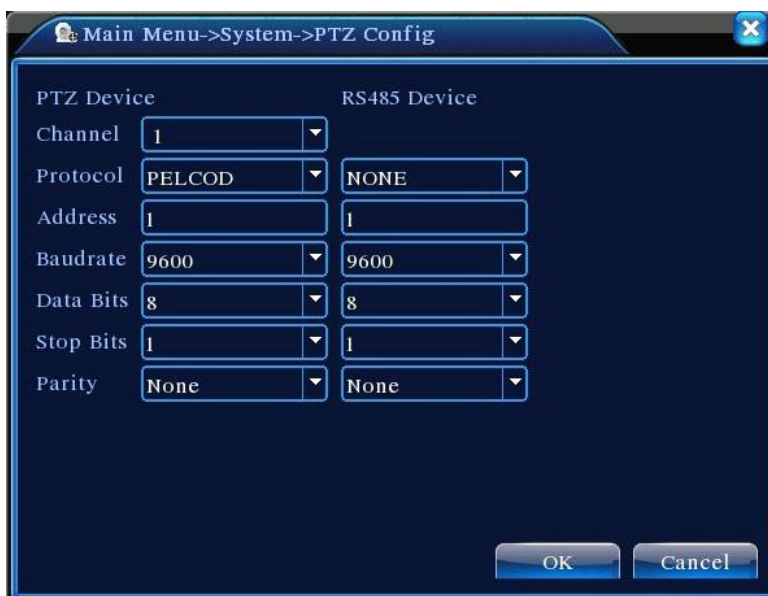 Main Menu->System->PTZ Config
PTZ Device RS485 Device
Channel 1
Protocol PELCOD NONE
Address 1 1
Baudrate 9600 9600
Data Bits 8 8
Stop Bits 1 1
Parity None None
OK Cancel